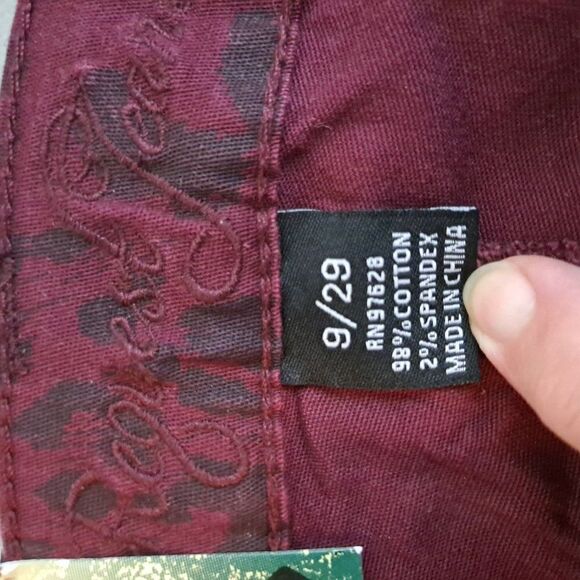 9/29
RN97628
98%COTTON
2%SPANDEX
MADE IN CHINA